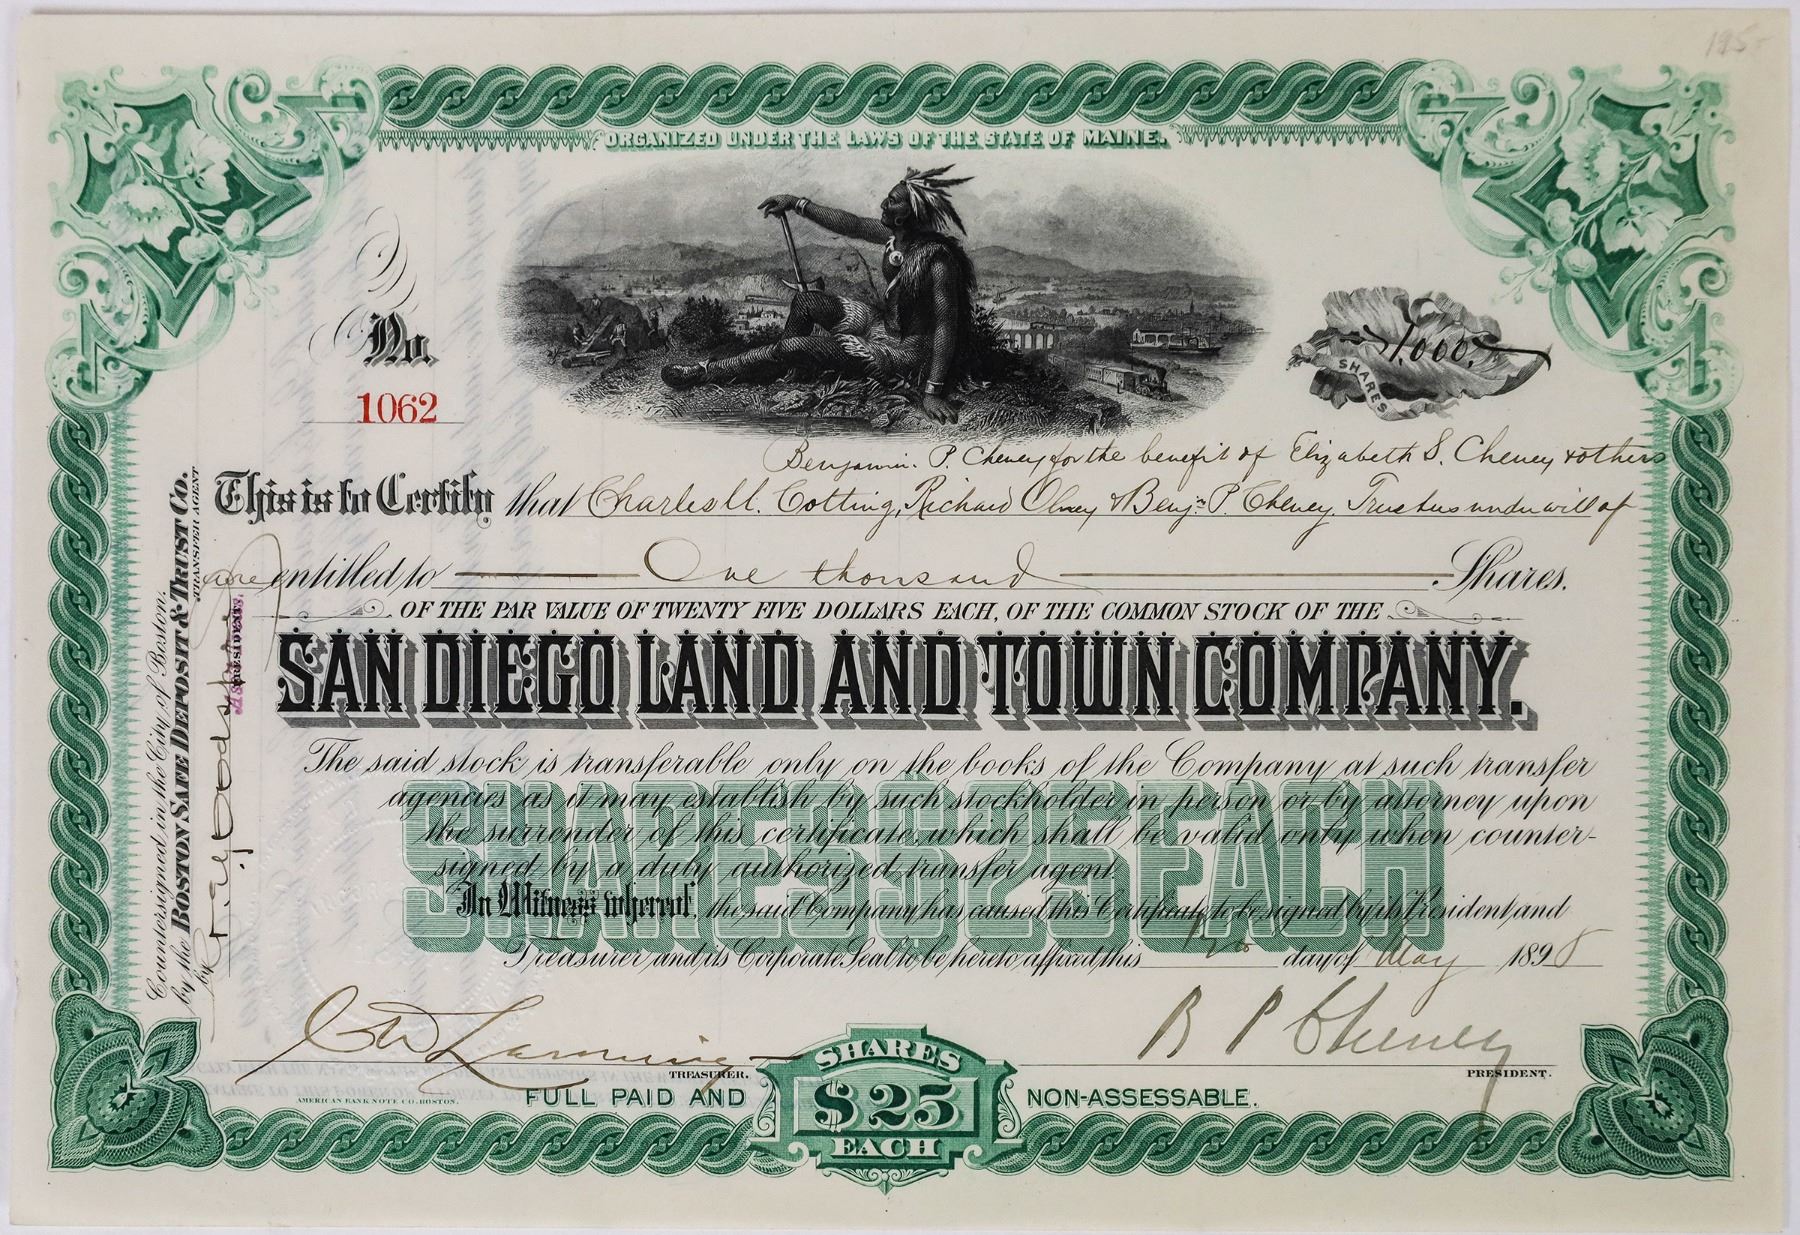 195
ORGANIZED UNDER THE LAWS OF THE STATE OF MAINE.
No.
1062
1,000
SHARES
Benjamin P. Cheney for the benefit of Elizabeth S. Cheney & others
This is to Certify that Charles U. Cotting, Richard Olney & Benj. P. Cheney, Trustees under will of
are entitled to One thousand Shares.
OF THE PAR VALUE OF TWENTY FIVE DOLLARS EACH, OF THE COMMON STOCK OF THE
SAN DIEGO LAND AND TOWN COMPANY.
The said stock is transferable only on the books of the Company at such transfer
agencies as it may establish by such stockholder in person or by attorney upon
the surrender of this certificate, which shall be valid only when counter-
signed by a duly authorized transfer agent.
SHARES $25 EACH
In Witness whereof, the said Company has caused this Certificate to be signed by its President, and
Treasurer and its Corporate Seal to be hereto affixed this day of May 1898
TREASURER.
B P Cheney
PRESIDENT.
AMERICAN BANK NOTE CO. BOSTON.
FULL PAID AND
SHARES
$25
EACH
NON-ASSESSABLE.
Countersigned in the City of Boston,
by the BOSTON SAFE DEPOSIT & TRUST CO.
TRANSFER AGENT
by
PRESIDENT